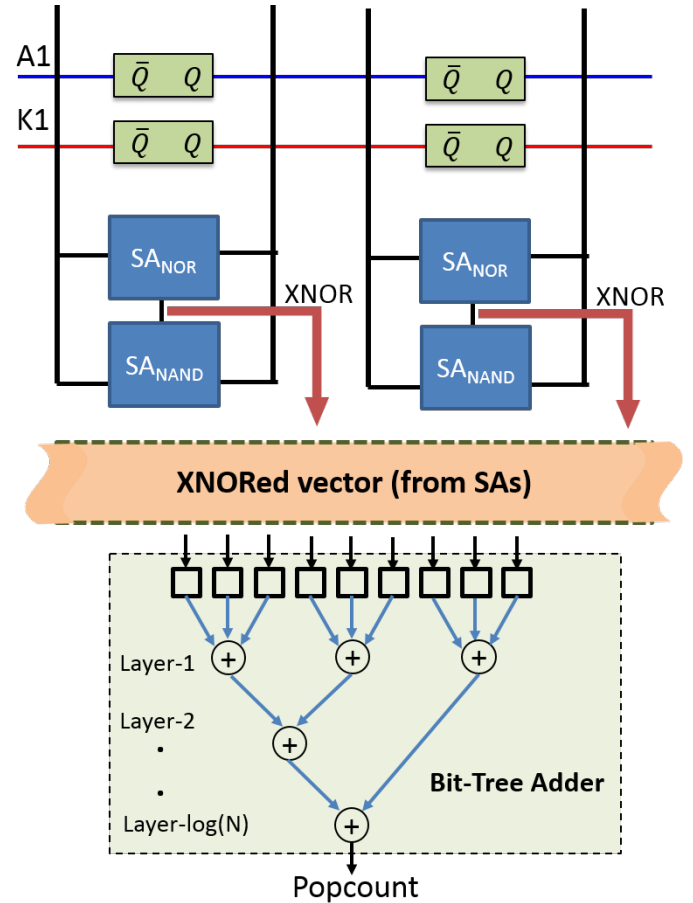 A1
Q̄ Q
Q̄ Q
K1
Q̄ Q
Q̄ Q
SA_NOR
SA_NOR
XNOR
XNOR
SA_NAND
SA_NAND
XNORed vector (from SAs)
+ + +
Layer-1
Layer-2
+
Bit-Tree Adder
Layer-log(N)
+
Popcount